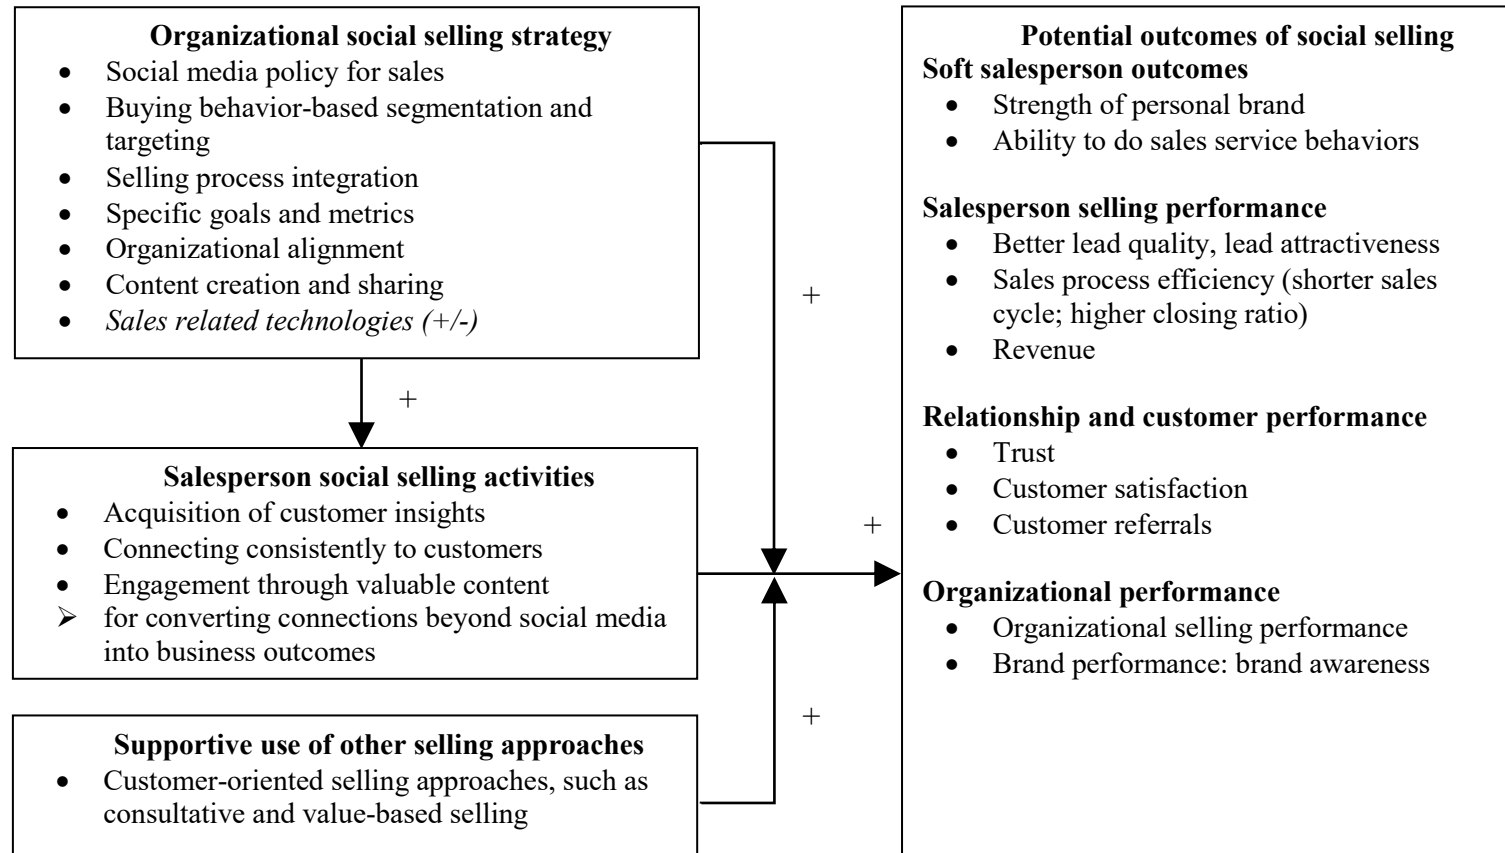 Organizational social selling strategy
• Social media policy for sales
• Buying behavior-based segmentation and
targeting
• Selling process integration
• Specific goals and metrics
• Organizational alignment
• Content creation and sharing
• Sales related technologies (+/-)
+
Salesperson social selling activities
• Acquisition of customer insights
• Connecting consistently to customers
• Engagement through valuable content
➢ for converting connections beyond social media
into business outcomes
Supportive use of other selling approaches
• Customer-oriented selling approaches, such as
consultative and value-based selling
+
+
+
Potential outcomes of social selling
Soft salesperson outcomes
• Strength of personal brand
• Ability to do sales service behaviors
Salesperson selling performance
• Better lead quality, lead attractiveness
• Sales process efficiency (shorter sales
cycle; higher closing ratio)
• Revenue
Relationship and customer performance
• Trust
• Customer satisfaction
• Customer referrals
Organizational performance
• Organizational selling performance
• Brand performance: brand awareness